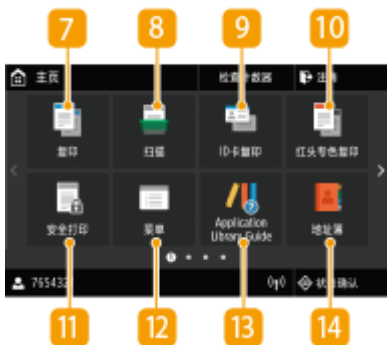 7 8 9 10
主页 检查计数器 注销
复印 扫描 ID卡复印 红头专色复印
安全打印 菜单 Application Library Guide 地址簿
1
7654321 状态确认
11 12 13 14